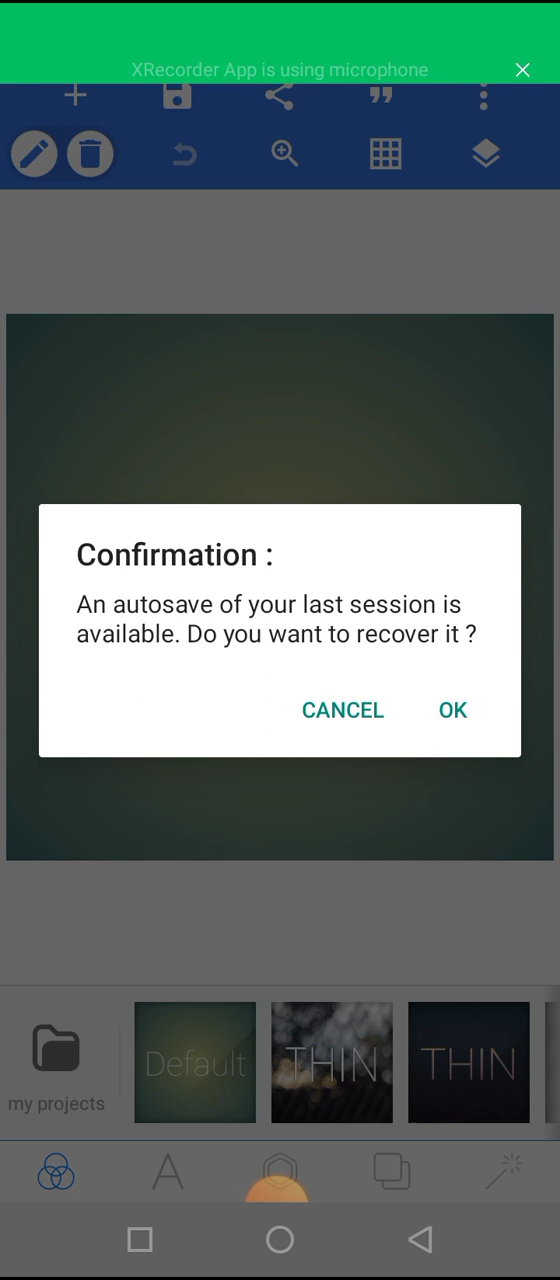 XRecorder App is using microphone
Confirmation :
An autosave of your last session is
available. Do you want to recover it ?
CANCEL
OK
my projects
Default
THIN
THIN